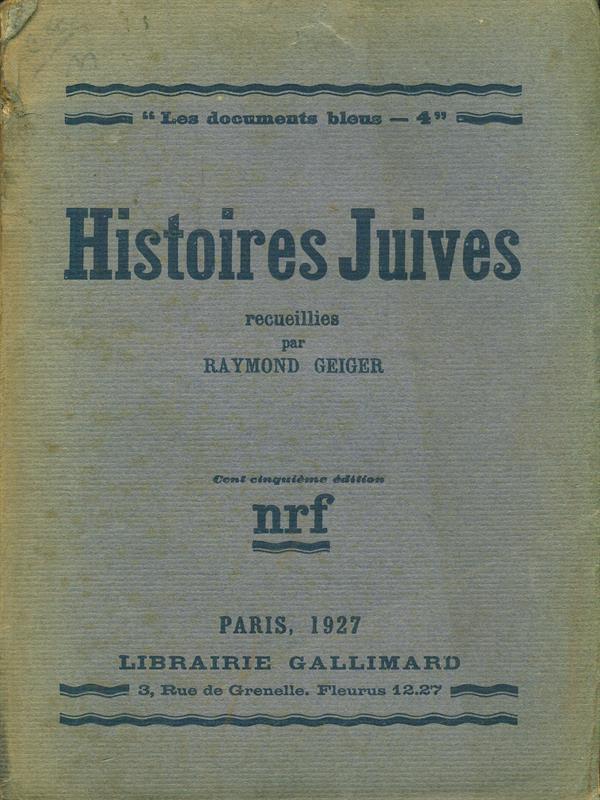 “Les documents bleus — 4”
Histoires Juives
recueillies
par
RAYMOND GEIGER
Cent cinquième édition
nrf
PARIS, 1927
LIBRAIRIE GALLIMARD
3, Rue de Grenelle. Fleurus 12.27